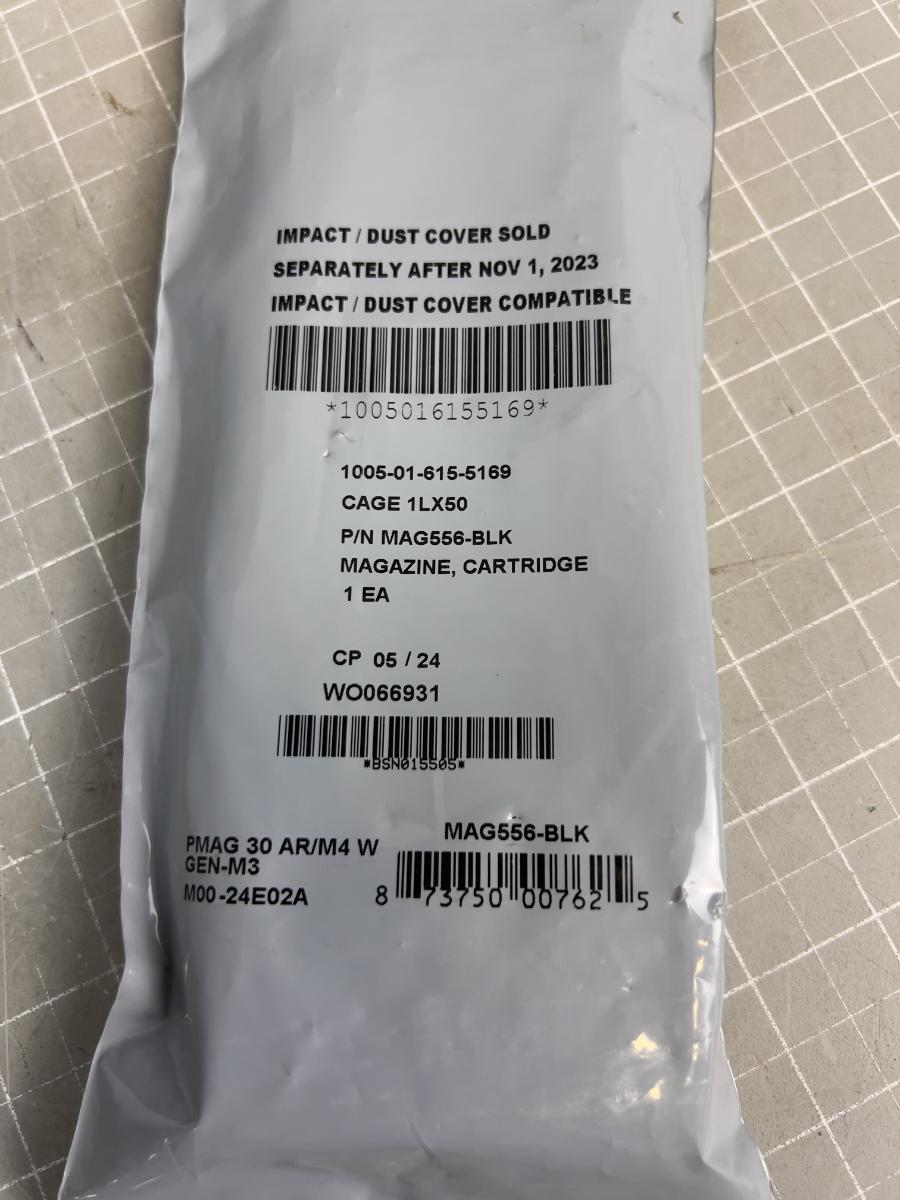 IMPACT / DUST COVER SOLD
SEPARATELY AFTER NOV 1, 2023
IMPACT / DUST COVER COMPATIBLE
*1005016155169*
1005-01-615-5169
CAGE 1LX50
P/N MAG556-BLK
MAGAZINE, CARTRIDGE
1 EA
CP 05 / 24
WO066931
*BSN015505*
MAG556-BLK
PMAG 30 AR/M4 W
GEN-M3
M00-24E02A
8 73750 00762 5